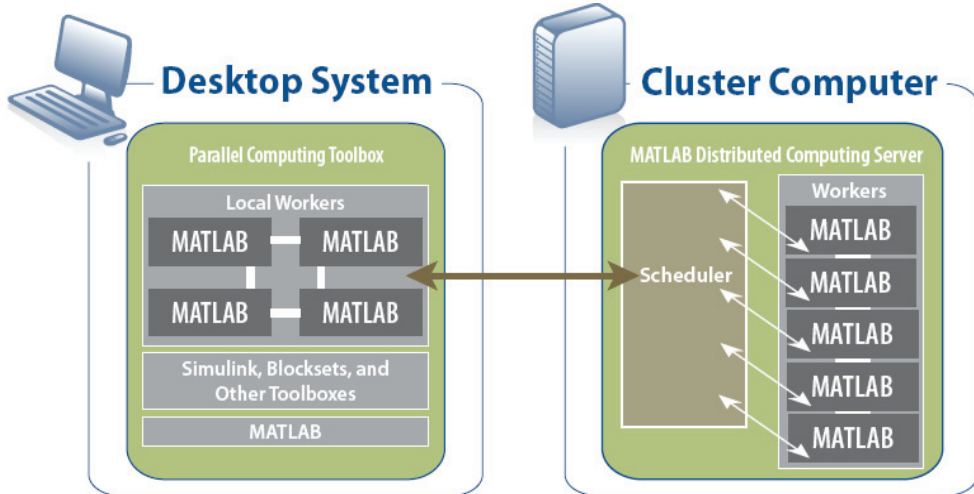 Desktop System
Parallel Computing Toolbox
Local Workers
MATLAB
MATLAB
MATLAB
MATLAB
Simulink, Blocksets, and
Other Toolboxes
MATLAB
Cluster Computer
MATLAB Distributed Computing Server
Scheduler
Workers
MATLAB
MATLAB
MATLAB
MATLAB
MATLAB